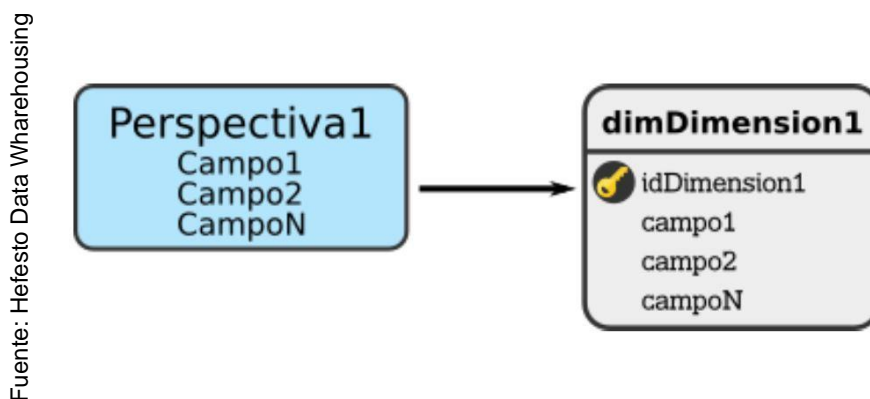 Fuente: Hefesto Data Wharehousing
Perspectiva1
Campo1
Campo2
CampoN
dimDimension1
idDimension1
campo1
campo2
campoN